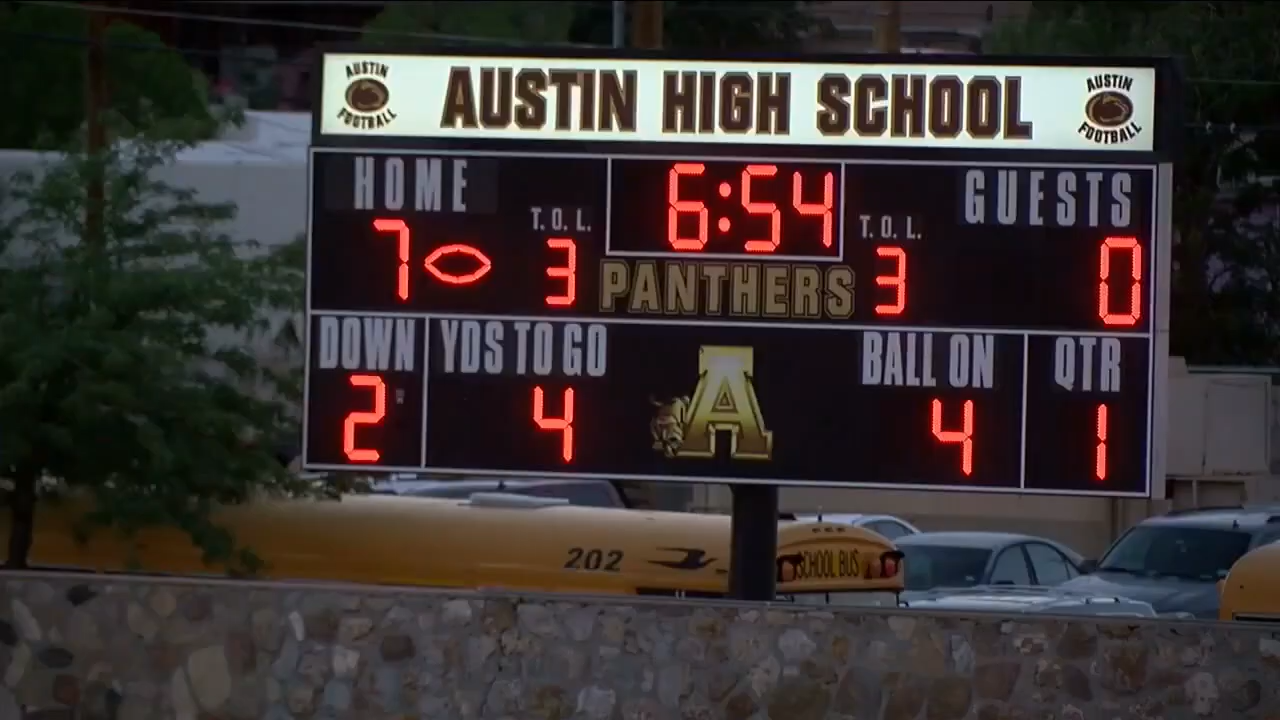 AUSTIN FOOTBALL
AUSTIN HIGH SCHOOL
AUSTIN FOOTBALL
HOME
6:54
GUESTS
T.O.L.
T.O.L.
7
3
PANTHERS
3
0
DOWN
YDS TO GO
BALL ON
QTR
2
4
A
4
1
202
SCHOOL BUS